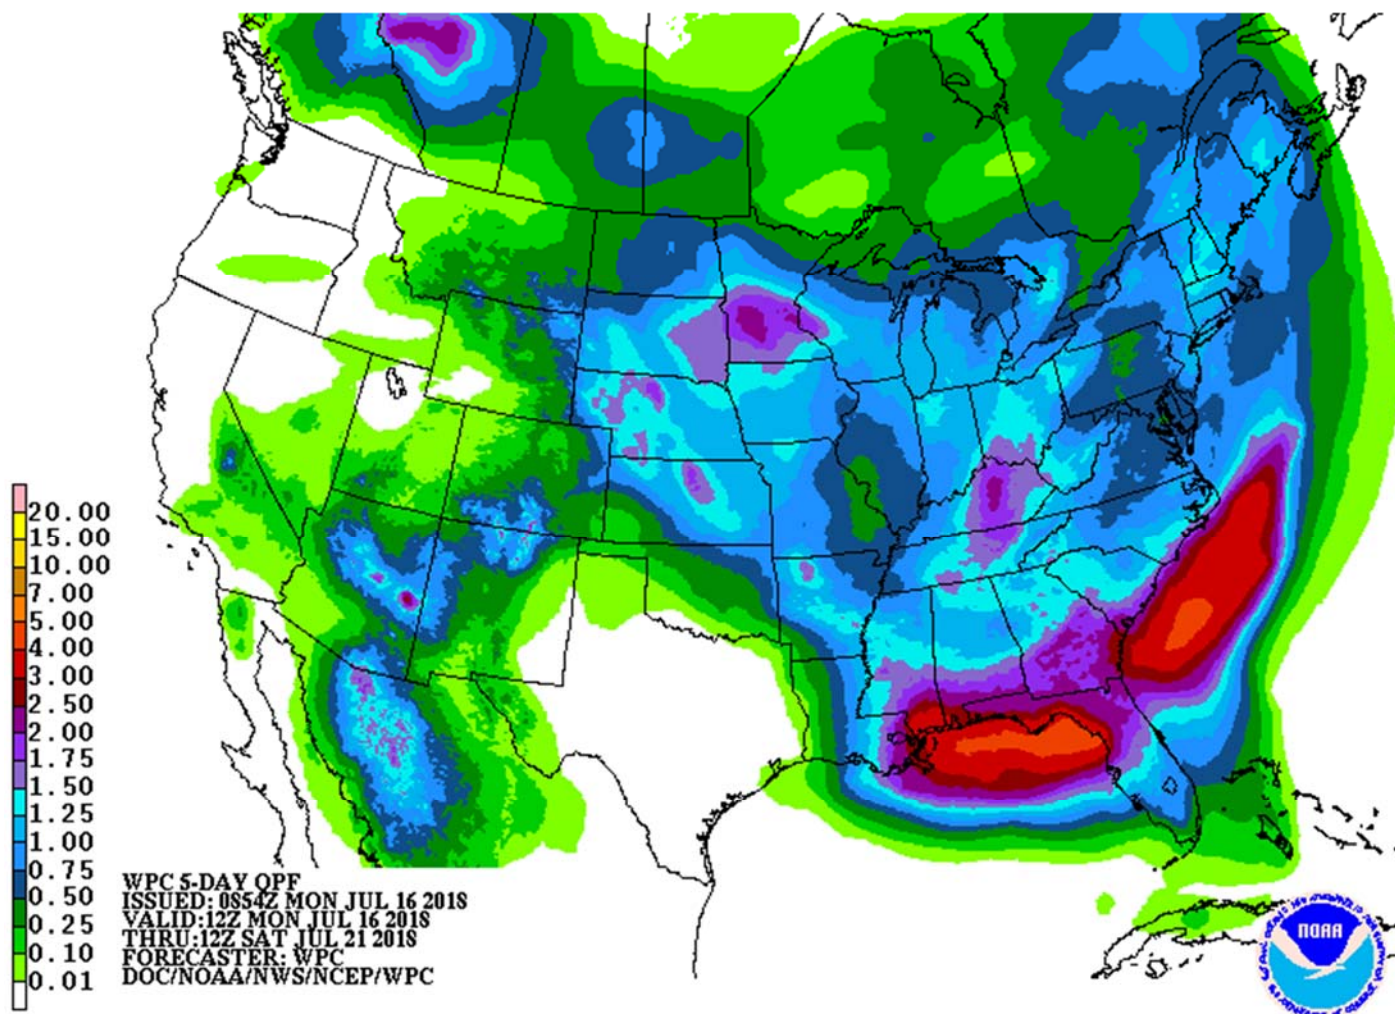 20.00
15.00
10.00
7.00
5.00
4.00
3.00
2.50
2.00
1.75
1.50
1.25
1.00
0.75
0.50
0.25
0.10
0.01
WPC 5-DAY QPF
ISSUED: 0854Z MON JUL 16 2018
VALID:12Z MON JUL 16 2018
THRU:12Z SAT JUL 21 2018
FORECASTER: WPC
DOC/NOAA/NWS/NCEP/WPC
NOAA